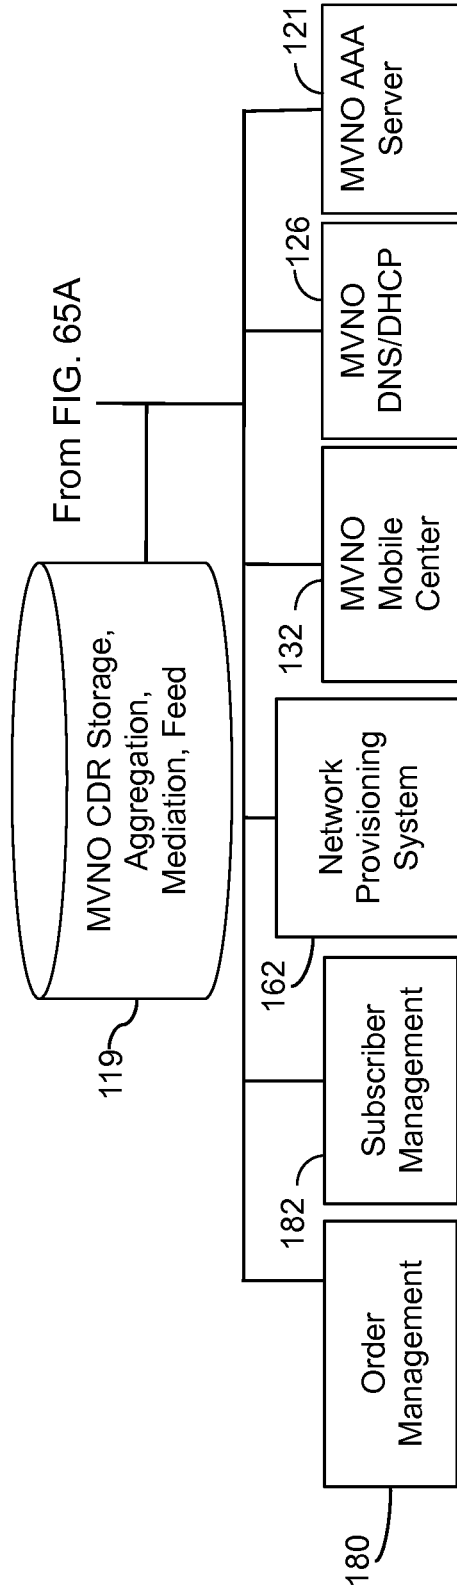 From FIG. 65A
MVNO CDR Storage,
Aggregation,
Mediation, Feed
119
180
Order
Management
182
Subscriber
Management
162
Network
Provisioning
System
132
MVNO
Mobile
Center
126
MVNO
DNS/DHCP
121
MVNO AAA
Server